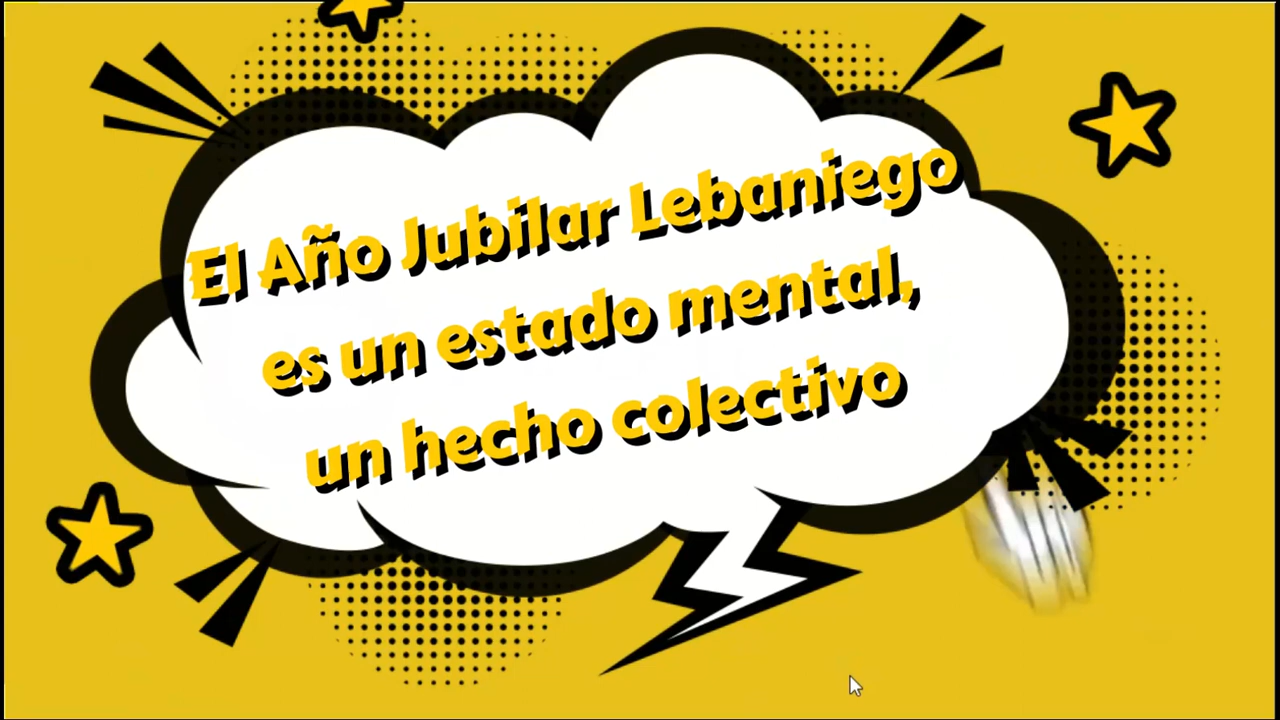 El Año Jubilar Lebaniego
es un estado mental,
un hecho colectivo